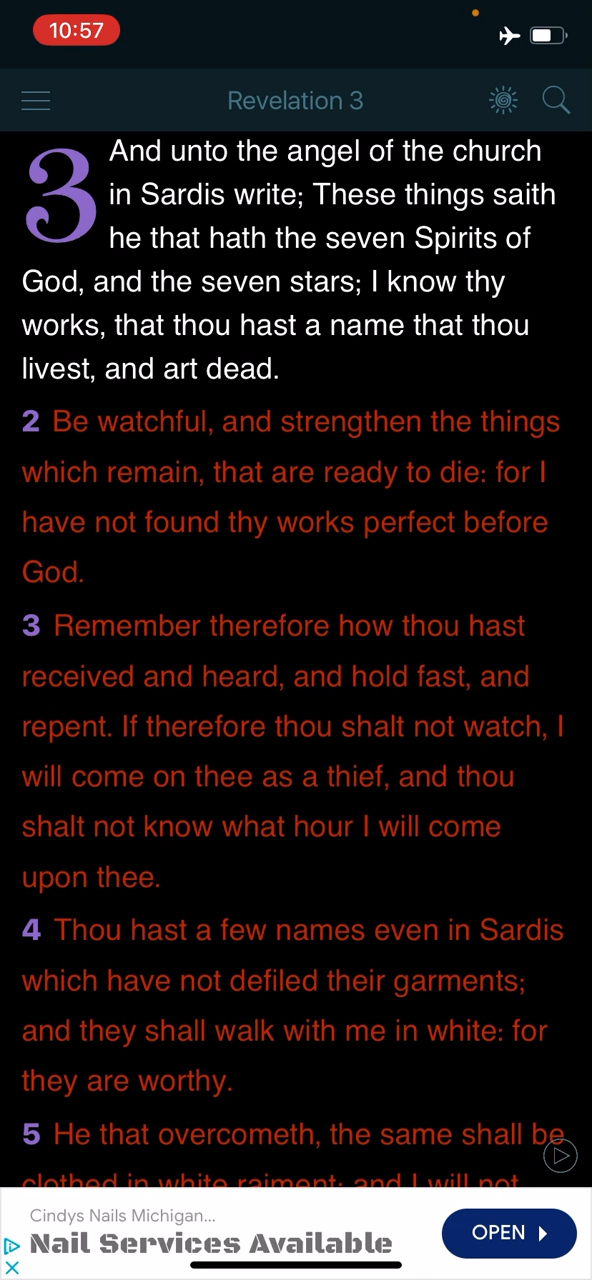 10:57
Revelation 3
3 And unto the angel of the church
in Sardis write; These things saith
he that hath the seven Spirits of
God, and the seven stars; I know thy
works, that thou hast a name that thou
livest, and art dead.
2 Be watchful, and strengthen the things
which remain, that are ready to die: for I
have not found thy works perfect before
God.
3 Remember therefore how thou hast
received and heard, and hold fast, and
repent. If therefore thou shalt not watch, I
will come on thee as a thief, and thou
shalt not know what hour I will come
upon thee.
4 Thou hast a few names even in Sardis
which have not defiled their garments;
and they shall walk with me in white: for
they are worthy.
5 He that overcometh, the same shall be
clothed in white raiment; and I will not
Cindys Nails Michigan...
Nail Services Available
OPEN